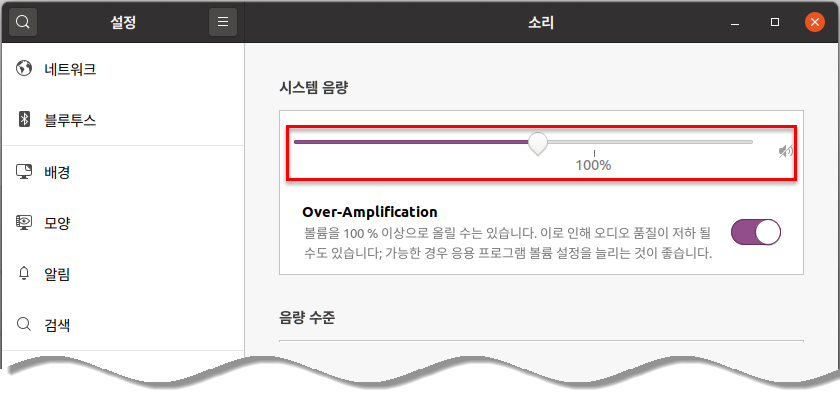 설정
소리
네트워크
블루투스
배경
모양
알림
검색
시스템 음량
100%
Over-Amplification
볼륨을 100 % 이상으로 올릴 수는 있습니다. 이로 인해 오디오 품질이 저하 될
수도 있습니다; 가능한 경우 응용 프로그램 볼륨 설정을 늘리는 것이 좋습니다.
음량 수준